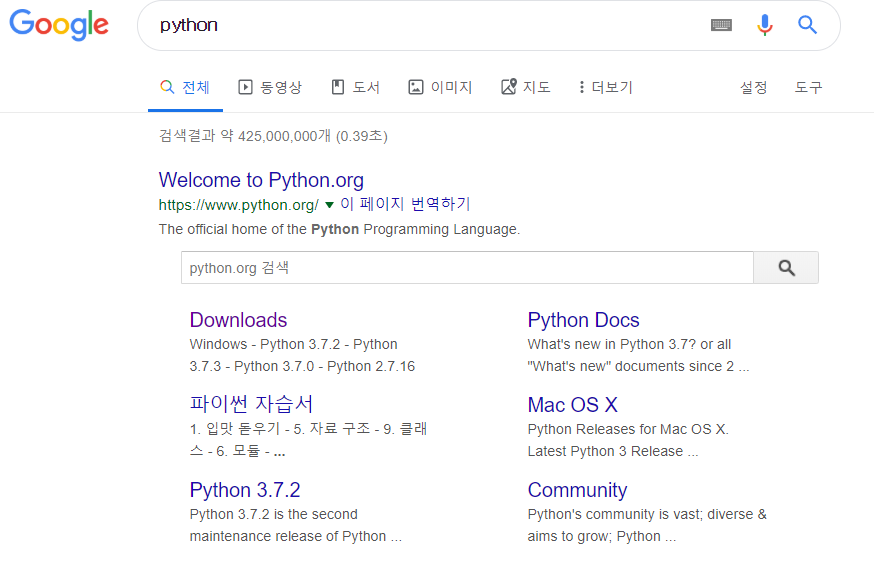 Google
python
전체 동영상 도서 이미지 지도 더보기 설정 도구
검색결과 약 425,000,000개 (0.39초)
Welcome to Python.org
https://www.python.org/ 이 페이지 번역하기
The official home of the Python Programming Language.
python.org 검색
Downloads
Windows - Python 3.7.2 - Python
3.7.3 - Python 3.7.0 - Python 2.7.16
Python Docs
What's new in Python 3.7? or all
"What's new" documents since 2 ...
파이썬 자습서
1. 입맛 돋우기 - 5. 자료 구조 - 9. 클래
스 - 6. 모듈 - ...
Mac OS X
Python Releases for Mac OS X.
Latest Python 3 Release ...
Python 3.7.2
Python 3.7.2 is the second
maintenance release of Python ...
Community
Python's community is vast; diverse &
aims to grow; Python ...